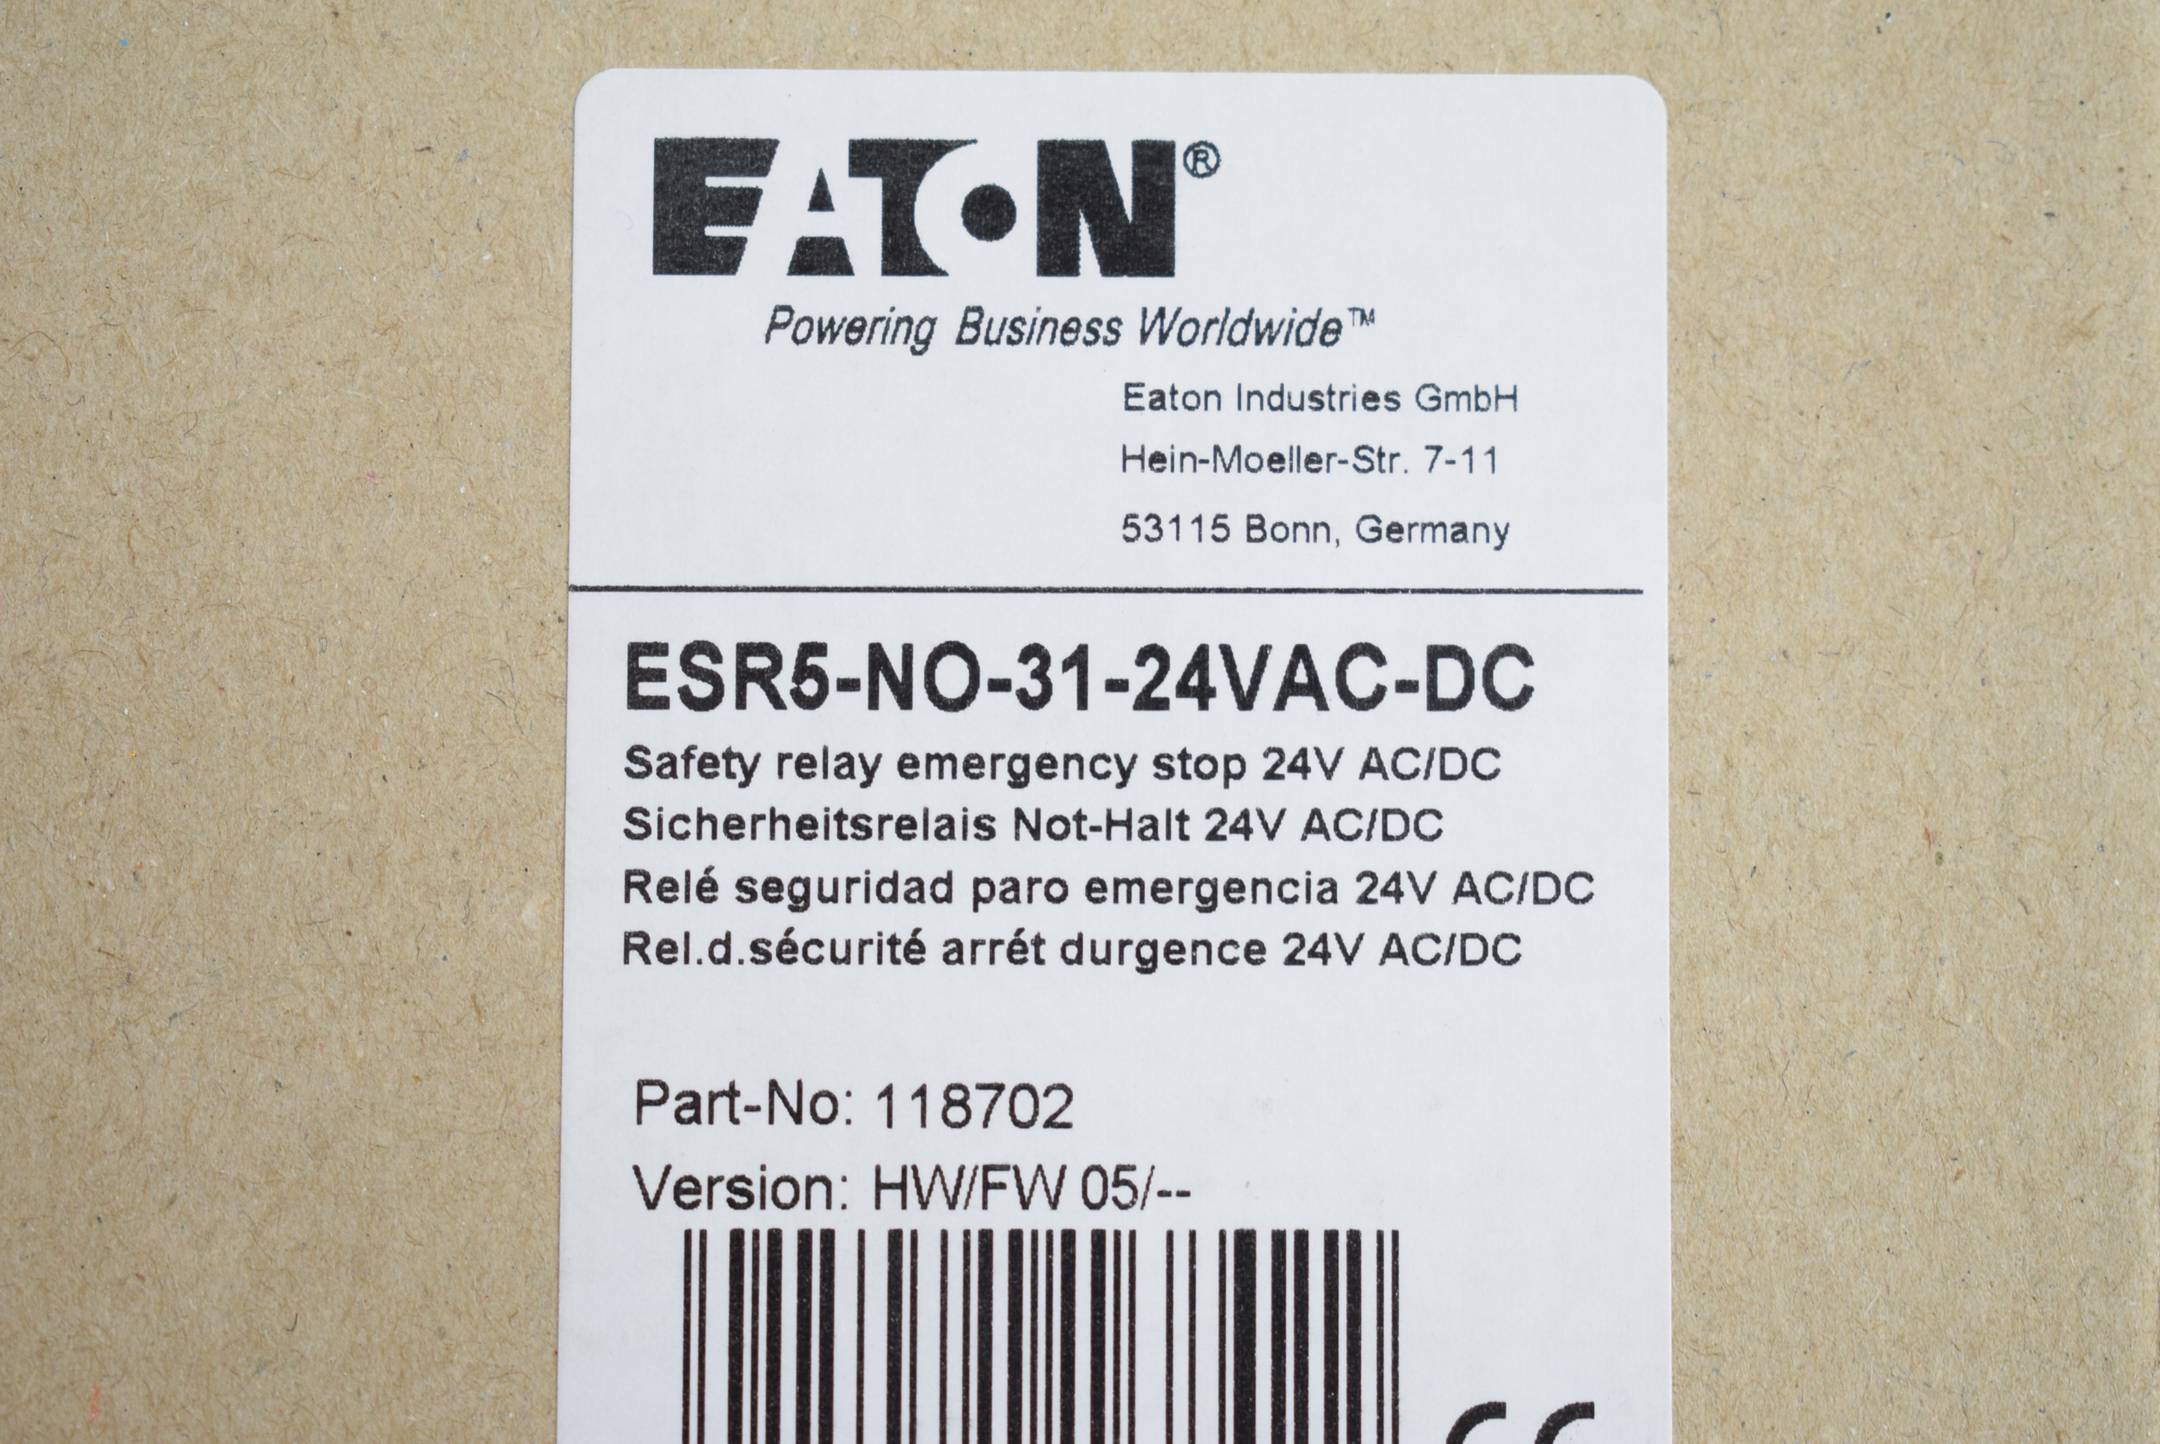 EATON®
Powering Business Worldwide™
Eaton Industries GmbH
Hein-Moeller-Str. 7-11
53115 Bonn, Germany
ESR5-NO-31-24VAC-DC
Safety relay emergency stop 24V AC/DC
Sicherheitsrelais Not-Halt 24V AC/DC
Relé seguridad paro emergencia 24V AC/DC
Rel.d.sécurité arrét durgence 24V AC/DC
Part-No: 118702
Version: HW/FW 05/--
CE